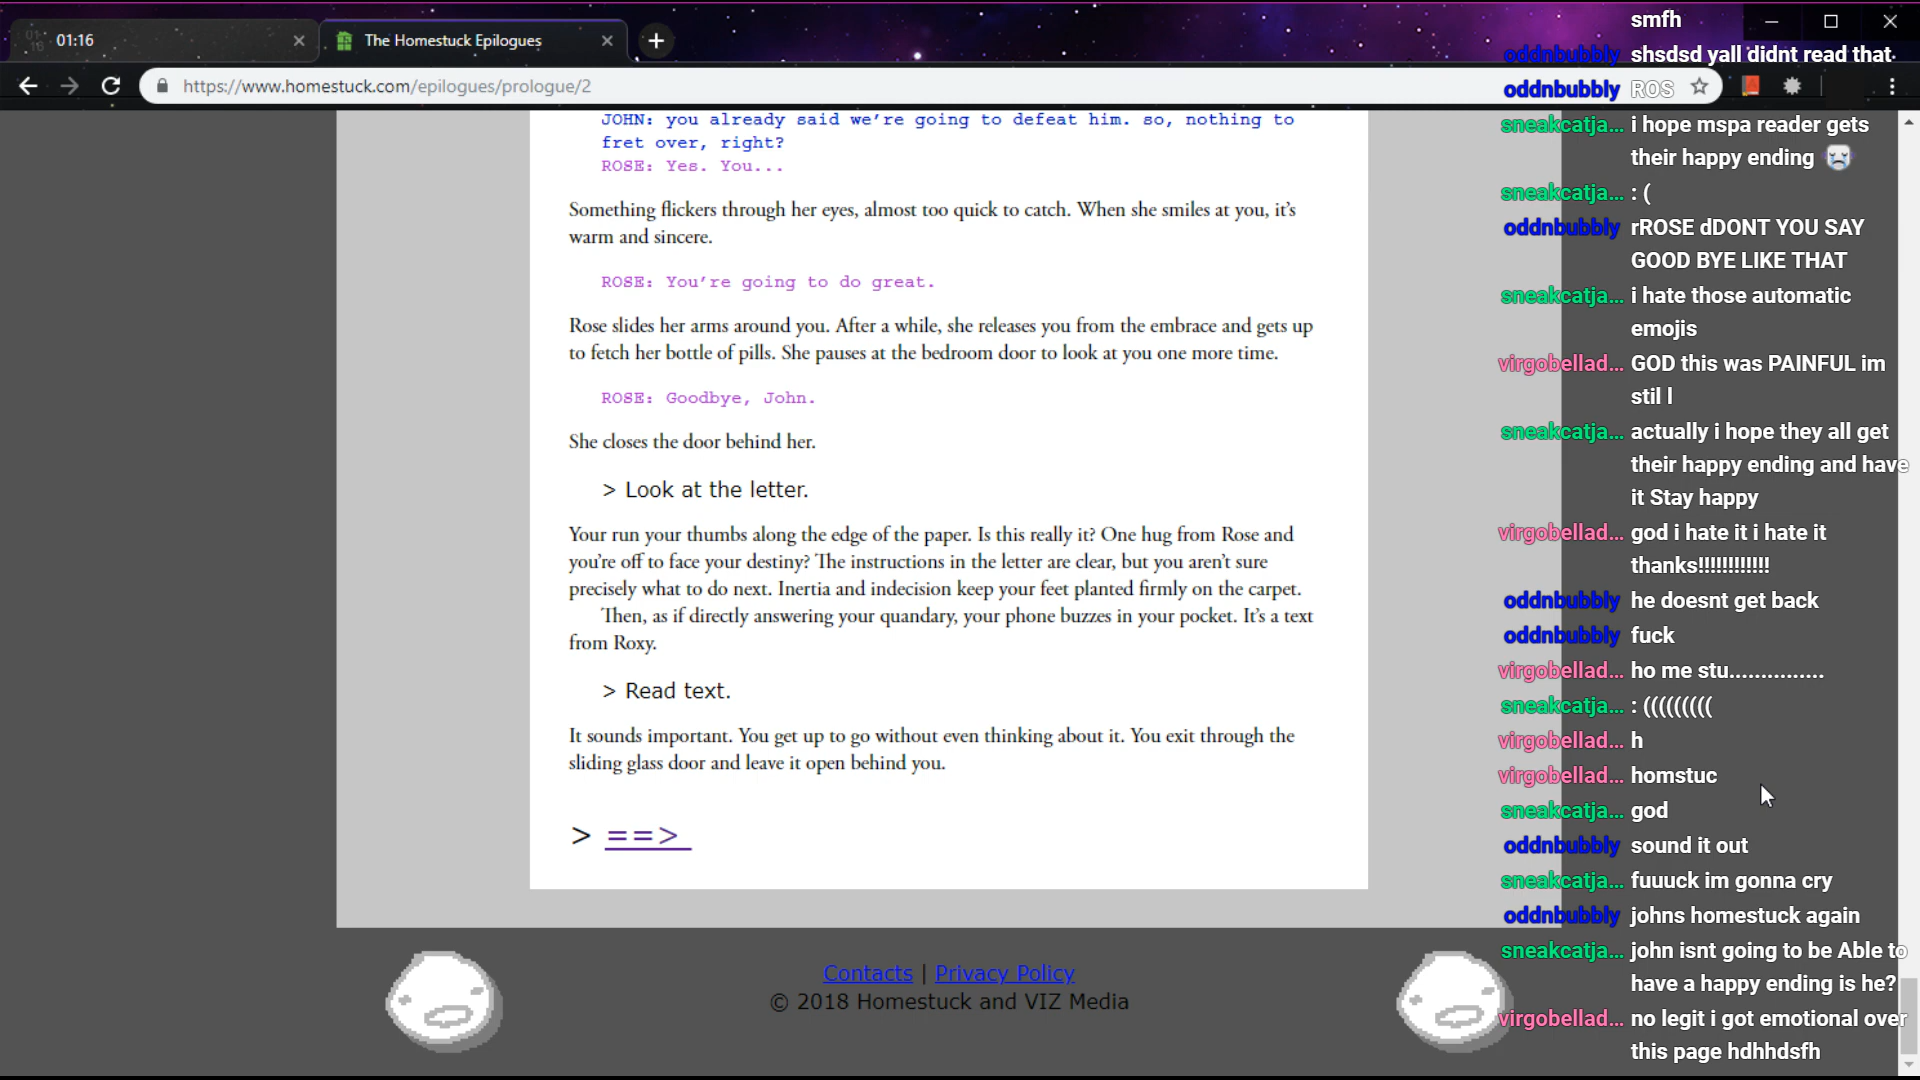 01:16
The Homestuck Epilogues
https://www.homestuck.com/epilogues/prologue/2
JOHN: you already said we're going to defeat him. so, nothing to
fret over, right?
ROSE: Yes. You...
Something flickers through her eyes, almost too quick to catch. When she smiles at you, it's
warm and sincere.
ROSE: You're going to do great.
Rose slides her arms around you. After a while, she releases you from the embrace and gets up
to fetch her bottle of pills. She pauses at the bedroom door to look at you one more time.
ROSE: Goodbye, John.
She closes the door behind her.
> Look at the letter.
Your run your thumbs along the edge of the paper. Is this really it? One hug from Rose and
you're off to face your destiny? The instructions in the letter are clear, but you aren't sure
precisely what to do next. Inertia and indecision keep your feet planted firmly on the carpet.
Then, as if directly answering your quandary, your phone buzzes in your pocket. It's a text
from Roxy.
> Read text.
It sounds important. You get up to go without even thinking about it. You exit through the
sliding glass door and leave it open behind you.
> ==>
Contacts | Privacy Policy
© 2018 Homestuck and VIZ Media
smfh
oddnbubbly shsdsd yall didnt read that
oddnbubbly ROS
sneakcatja... i hope mspa reader gets
their happy ending
sneakcatja... : (
oddnbubbly rROSE dDONT YOU SAY
GOOD BYE LIKE THAT
sneakcatja... i hate those automatic
emojis
virgobellad... GOD this was PAINFUL im
stil l
sneakcatja... actually i hope they all get
their happy ending and have
it Stay happy
virgobellad... god i hate it i hate it
thanks!!!!!!!!!!!!
oddnbubbly he doesnt get back
oddnbubbly fuck
virgobellad... ho me stu...............
sneakcatja... : (((((((((
virgobellad... h
virgobellad... homstuc
sneakcatja... god
oddnbubbly sound it out
sneakcatja... fuuuck im gonna cry
oddnbubbly johns homestuck again
sneakcatja... john isnt going to be Able to
have a happy ending is he?
virgobellad... no legit i got emotional over
this page hdhhdsfh